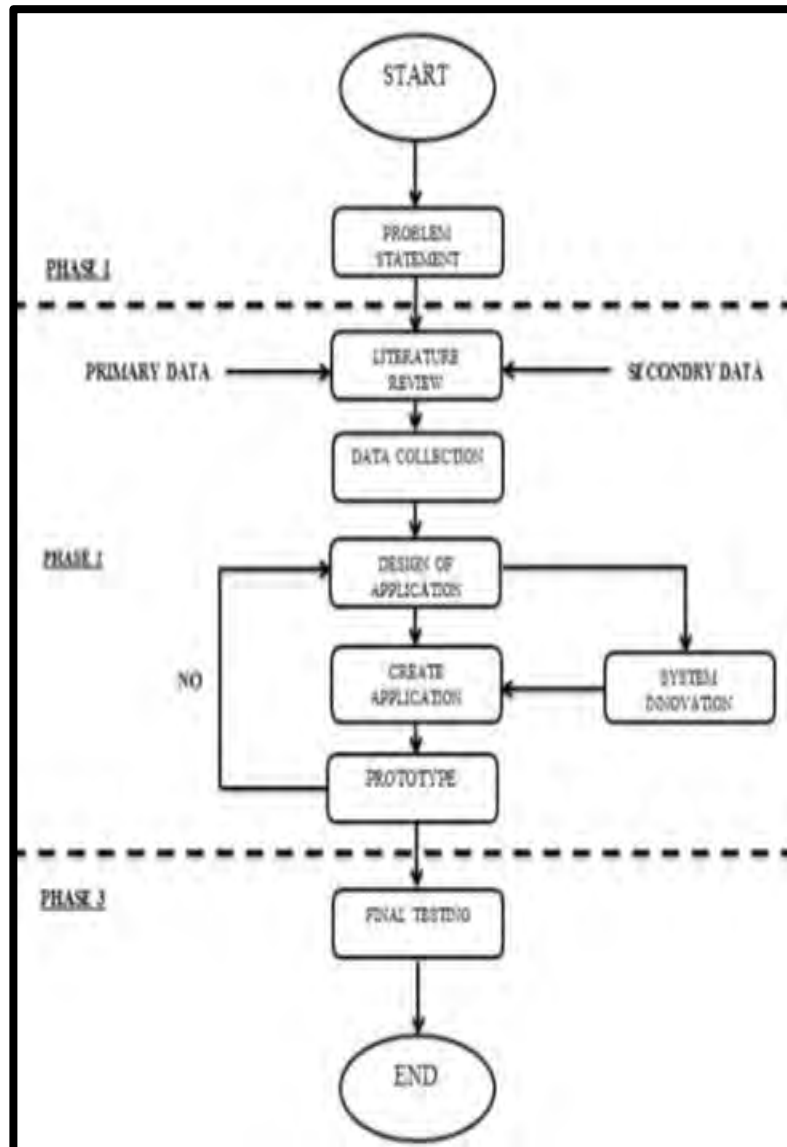 START
PROBLEM
STATEMENT
PHASE 1
LITERATURE
REVIEW
PRIMARY DATA
SECONDRY DATA
DATA COLLECTION
PHASE 2
DESIGN OF
APPLICATION
CREATE
APPLICATION
SYSTEM
INNOVATION
NO
PROTOTYPE
PHASE 3
FINAL TESTING
END